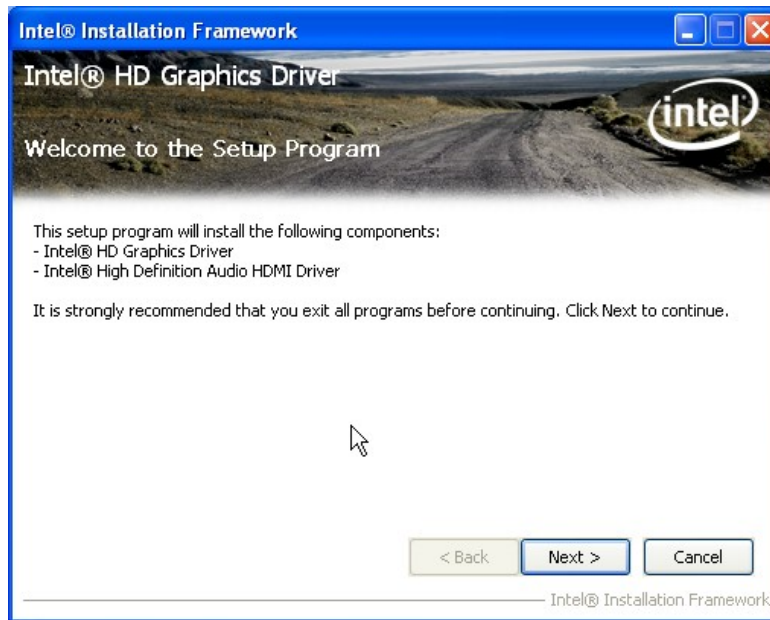 Intel® Installation Framework
Intel® HD Graphics Driver
intel
Welcome to the Setup Program
This setup program will install the following components:
- Intel® HD Graphics Driver
- Intel® High Definition Audio HDMI Driver
It is strongly recommended that you exit all programs before continuing. Click Next to continue.
< Back Next > Cancel
Intel® Installation Framework